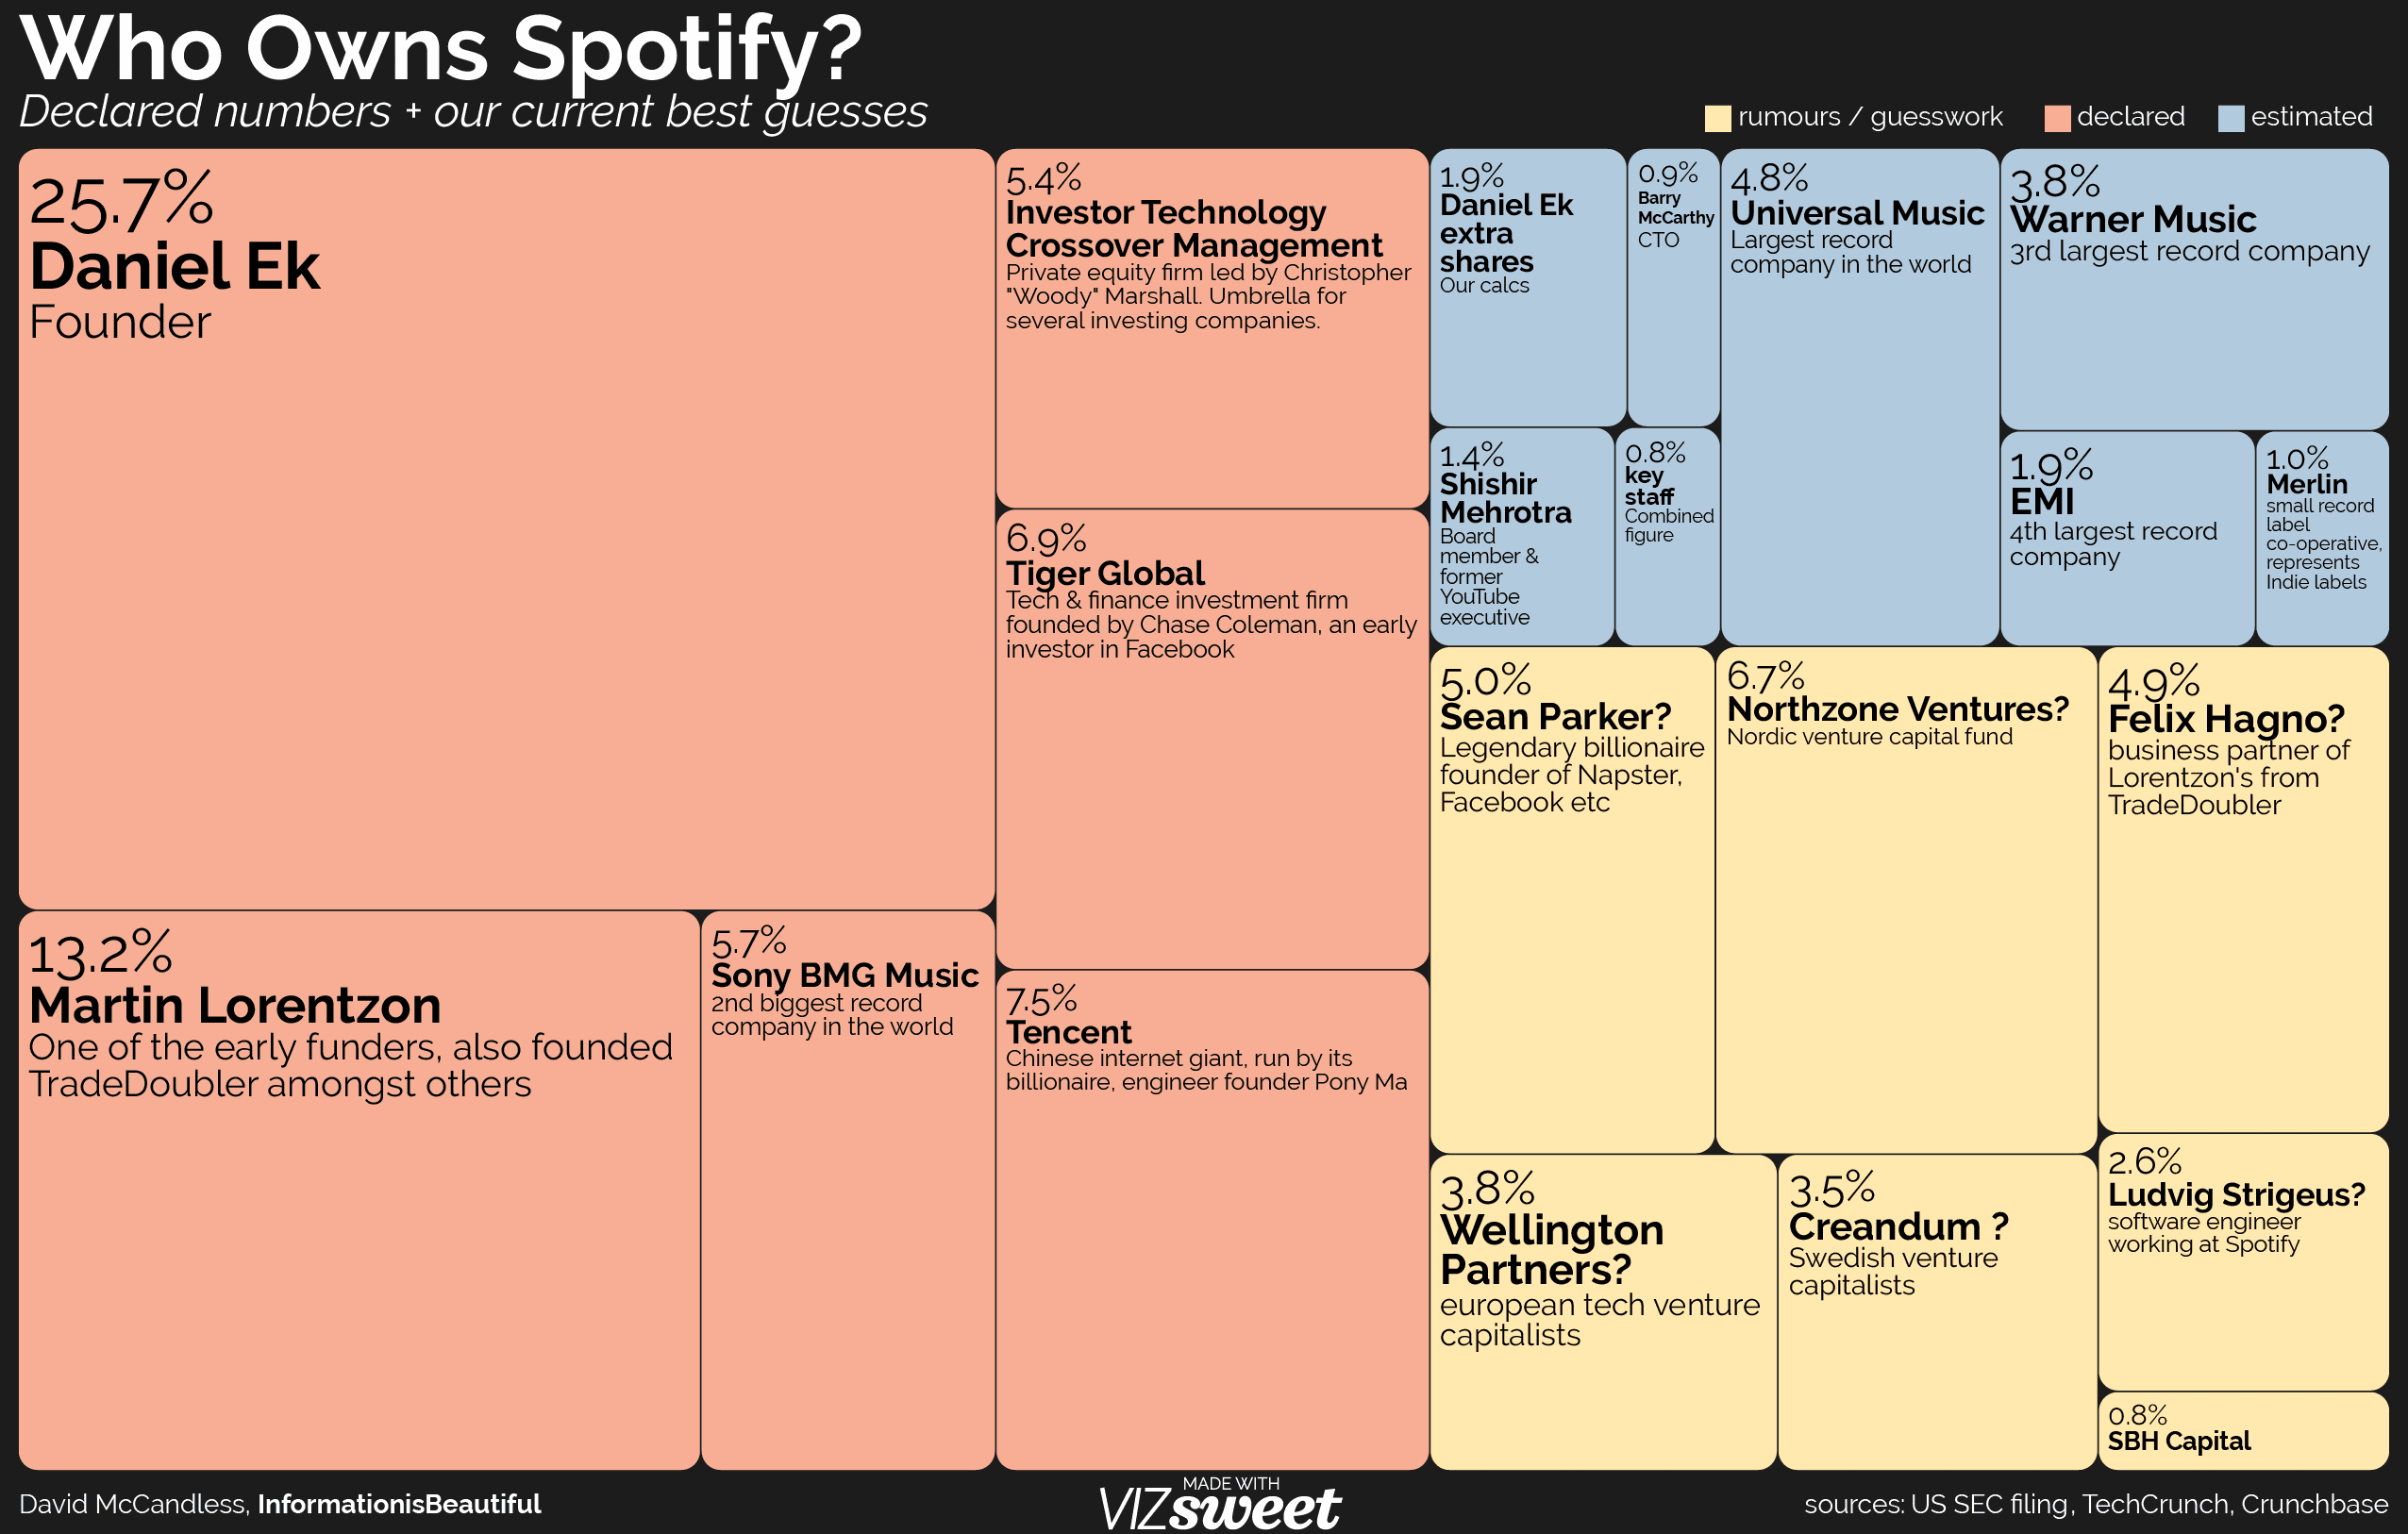 Who Owns Spotify?
Declared numbers + our current best guesses
rumours / guesswork
declared
estimated
25.7%
Daniel Ek
Founder
13.2%
Martin Lorentzon
One of the early funders, also founded
TradeDoubler amongst others
5.7%
Sony BMG Music
2nd biggest record
company in the world
5.4%
Investor Technology
Crossover Management
Private equity firm led by Christopher
"Woody" Marshall. Umbrella for
several investing companies.
6.9%
Tiger Global
Tech & finance investment firm
founded by Chase Coleman, an early
investor in Facebook
7.5%
Tencent
Chinese internet giant, run by its
billionaire, engineer founder Pony Ma
1.9%
Daniel Ek
extra
shares
Our calcs
0.9%
Barry
McCarthy
CTO
1.4%
Shishir
Mehrotra
Board
member &
former
YouTube
executive
0.8%
key
staff
Combined
figure
4.8%
Universal Music
Largest record
company in the world
3.8%
Warner Music
3rd largest record company
1.9%
EMI
4th largest record
company
1.0%
Merlin
small record
label
co-operative,
represents
Indie labels
5.0%
Sean Parker?
Legendary billionaire
founder of Napster,
Facebook etc
6.7%
Northzone Ventures?
Nordic venture capital fund
4.9%
Felix Hagno?
business partner of
Lorentzon's from
TradeDoubler
3.8%
Wellington
Partners?
european tech venture
capitalists
3.5%
Creandum ?
Swedish venture
capitalists
2.6%
Ludvig Strigeus?
software engineer
working at Spotify
0.8%
SBH Capital
David McCandless, InformationisBeautiful
MADE WITH
VIZsweet
sources: US SEC filing, TechCrunch, Crunchbase